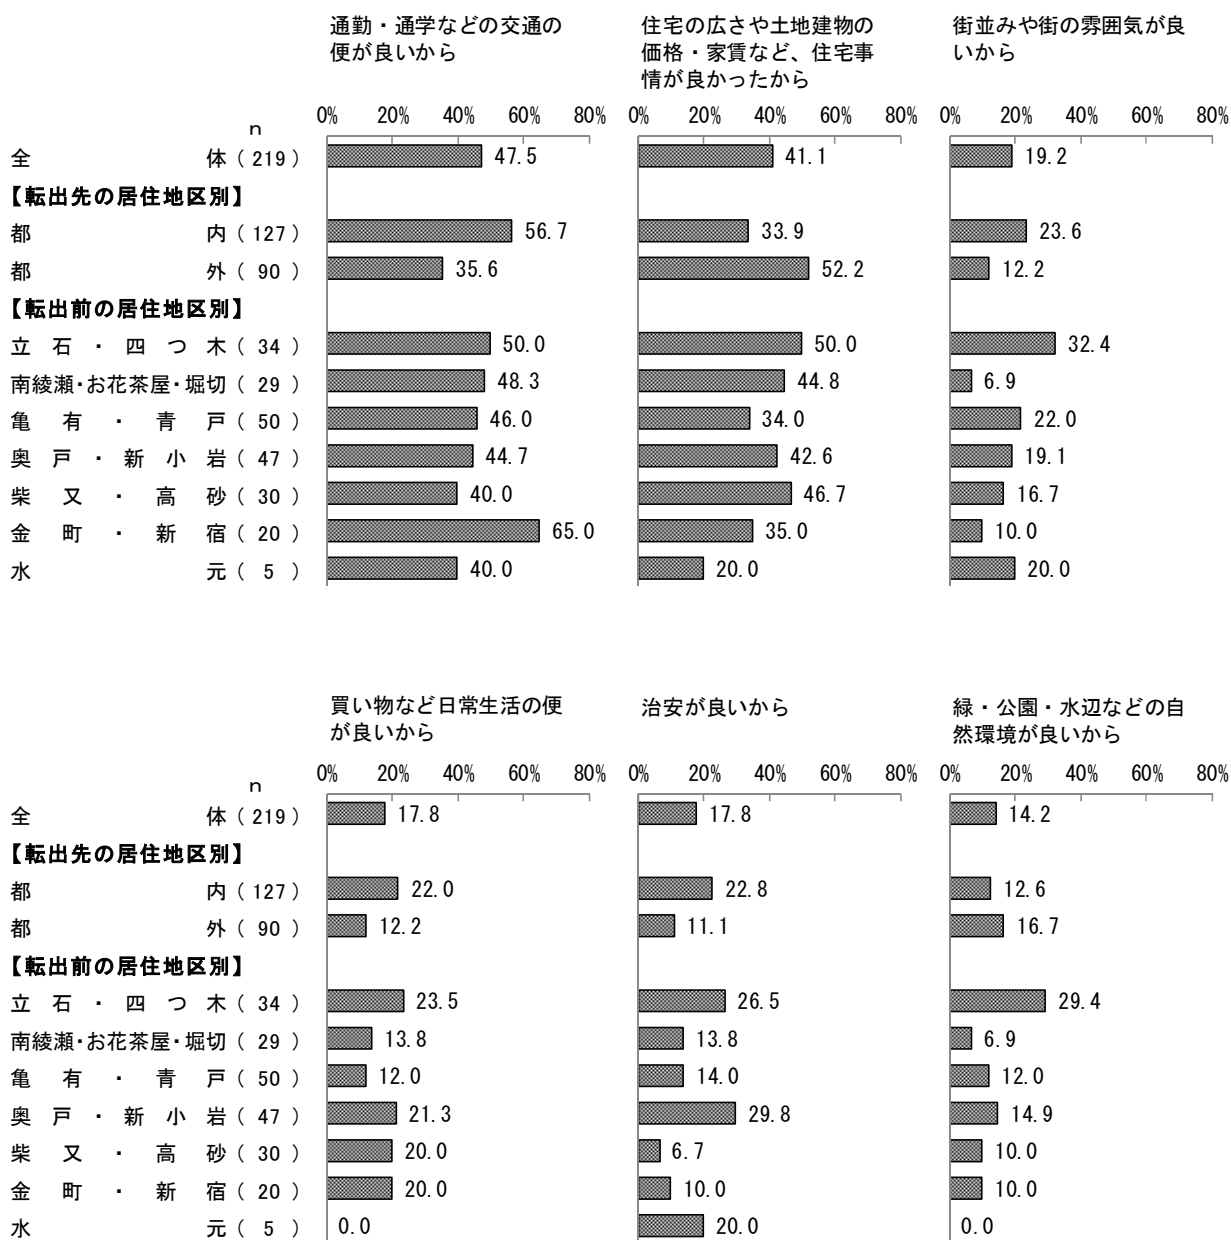 通勤・通学などの交通の
便が良いから
住宅の広さや土地建物の
価格・家賃など、住宅事
情が良かったから
街並みや街の雰囲気が良
いから
0% 20% 40% 60% 80% 0% 20% 40% 60% 80% 0% 20% 40% 60% 80%
n
全体(219) 47.5 41.1 19.2
【転出先の居住地区別】
都内(127) 56.7 33.9 23.6
都外(90) 35.6 52.2 12.2
【転出前の居住地区別】
立石・四つ木(34) 50.0 50.0 32.4
南綾瀬・お花茶屋・堀切(29) 48.3 44.8 6.9
亀有・青戸(50) 46.0 34.0 22.0
奥戸・新小岩(47) 44.7 42.6 19.1
柴又・高砂(30) 40.0 46.7 16.7
金町・新宿(20) 65.0 35.0 10.0
水元(5) 40.0 20.0 20.0
買い物など日常生活の便
が良いから
治安が良いから
緑・公園・水辺などの自
然環境が良いから
0% 20% 40% 60% 80% 0% 20% 40% 60% 80% 0% 20% 40% 60% 80%
n
全体(219) 17.8 17.8 14.2
【転出先の居住地区別】
都内(127) 22.0 22.8 12.6
都外(90) 12.2 11.1 16.7
【転出前の居住地区別】
立石・四つ木(34) 23.5 26.5 29.4
南綾瀬・お花茶屋・堀切(29) 13.8 13.8 6.9
亀有・青戸(50) 12.0 14.0 12.0
奥戸・新小岩(47) 21.3 29.8 14.9
柴又・高砂(30) 20.0 6.7 10.0
金町・新宿(20) 20.0 10.0 10.0
水元(5) 0.0 20.0 0.0